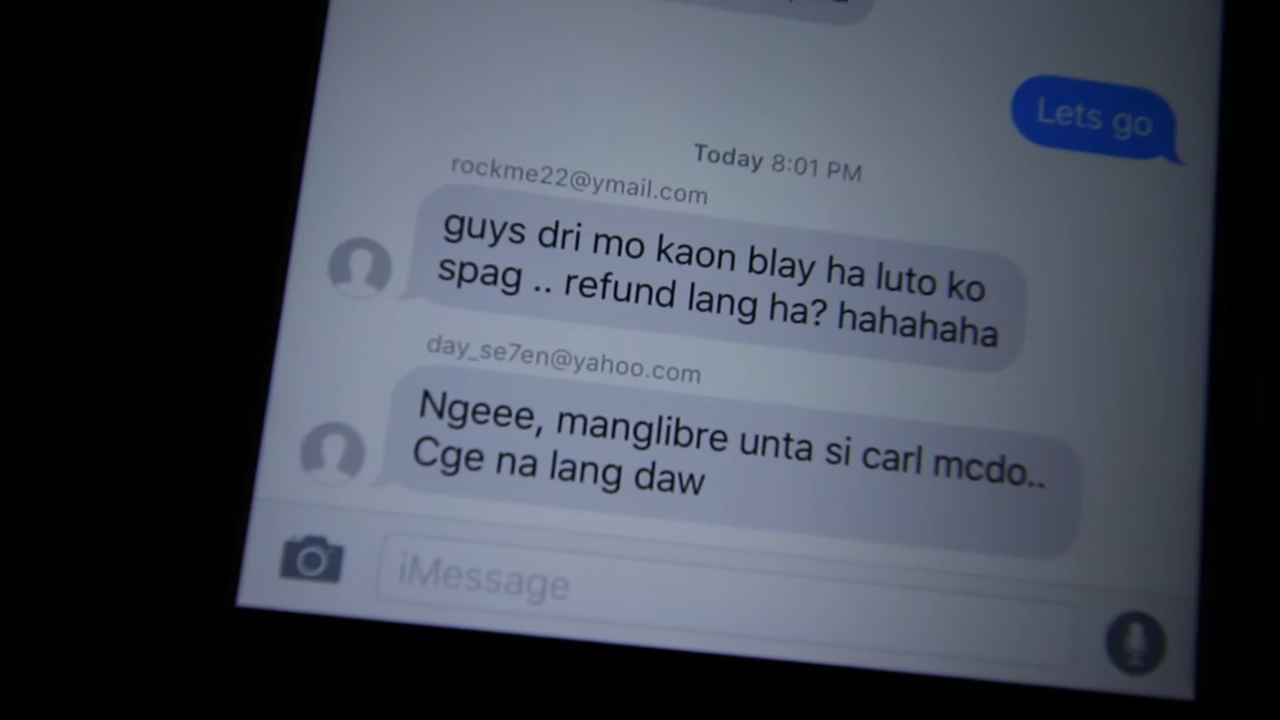 Lets go
Today 8:01 PM
rockme22@ymail.com
guys dri mo kaon blay ha luto ko
spag .. refund lang ha? hahahaha
day_se7en@yahoo.com
Ngeee, manglibre unta si carl mcdo..
Cge na lang daw
iMessage